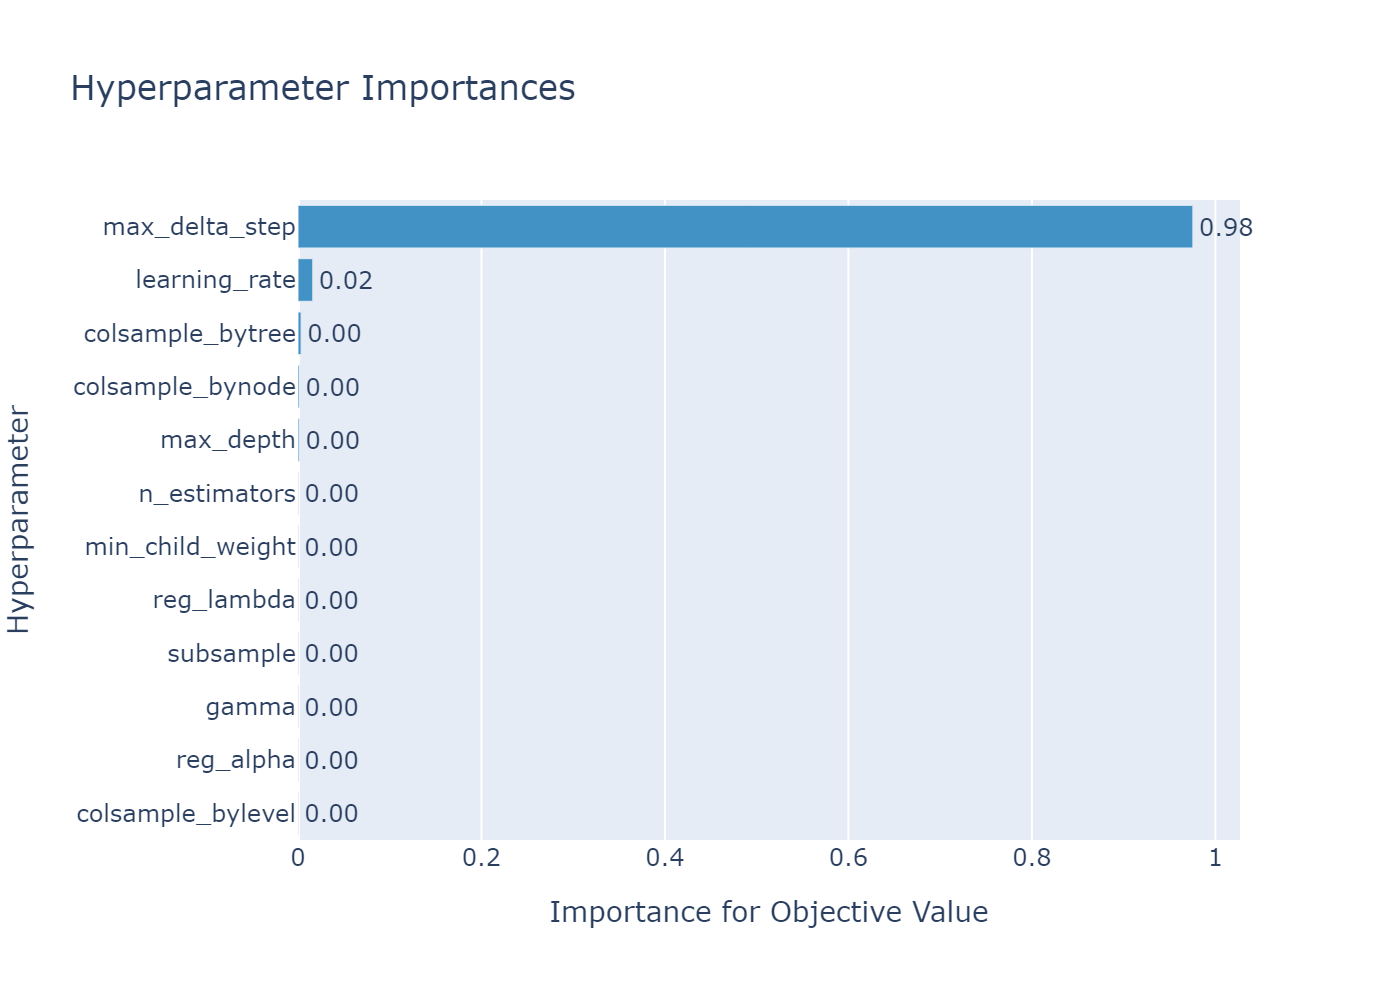 Hyperparameter Importances
Hyperparameter
max_delta_step 0.98
learning_rate 0.02
colsample_bytree 0.00
colsample_bynode 0.00
max_depth 0.00
n_estimators 0.00
min_child_weight 0.00
reg_lambda 0.00
subsample 0.00
gamma 0.00
reg_alpha 0.00
colsample_bylevel 0.00
0 0.2 0.4 0.6 0.8 1
Importance for Objective Value